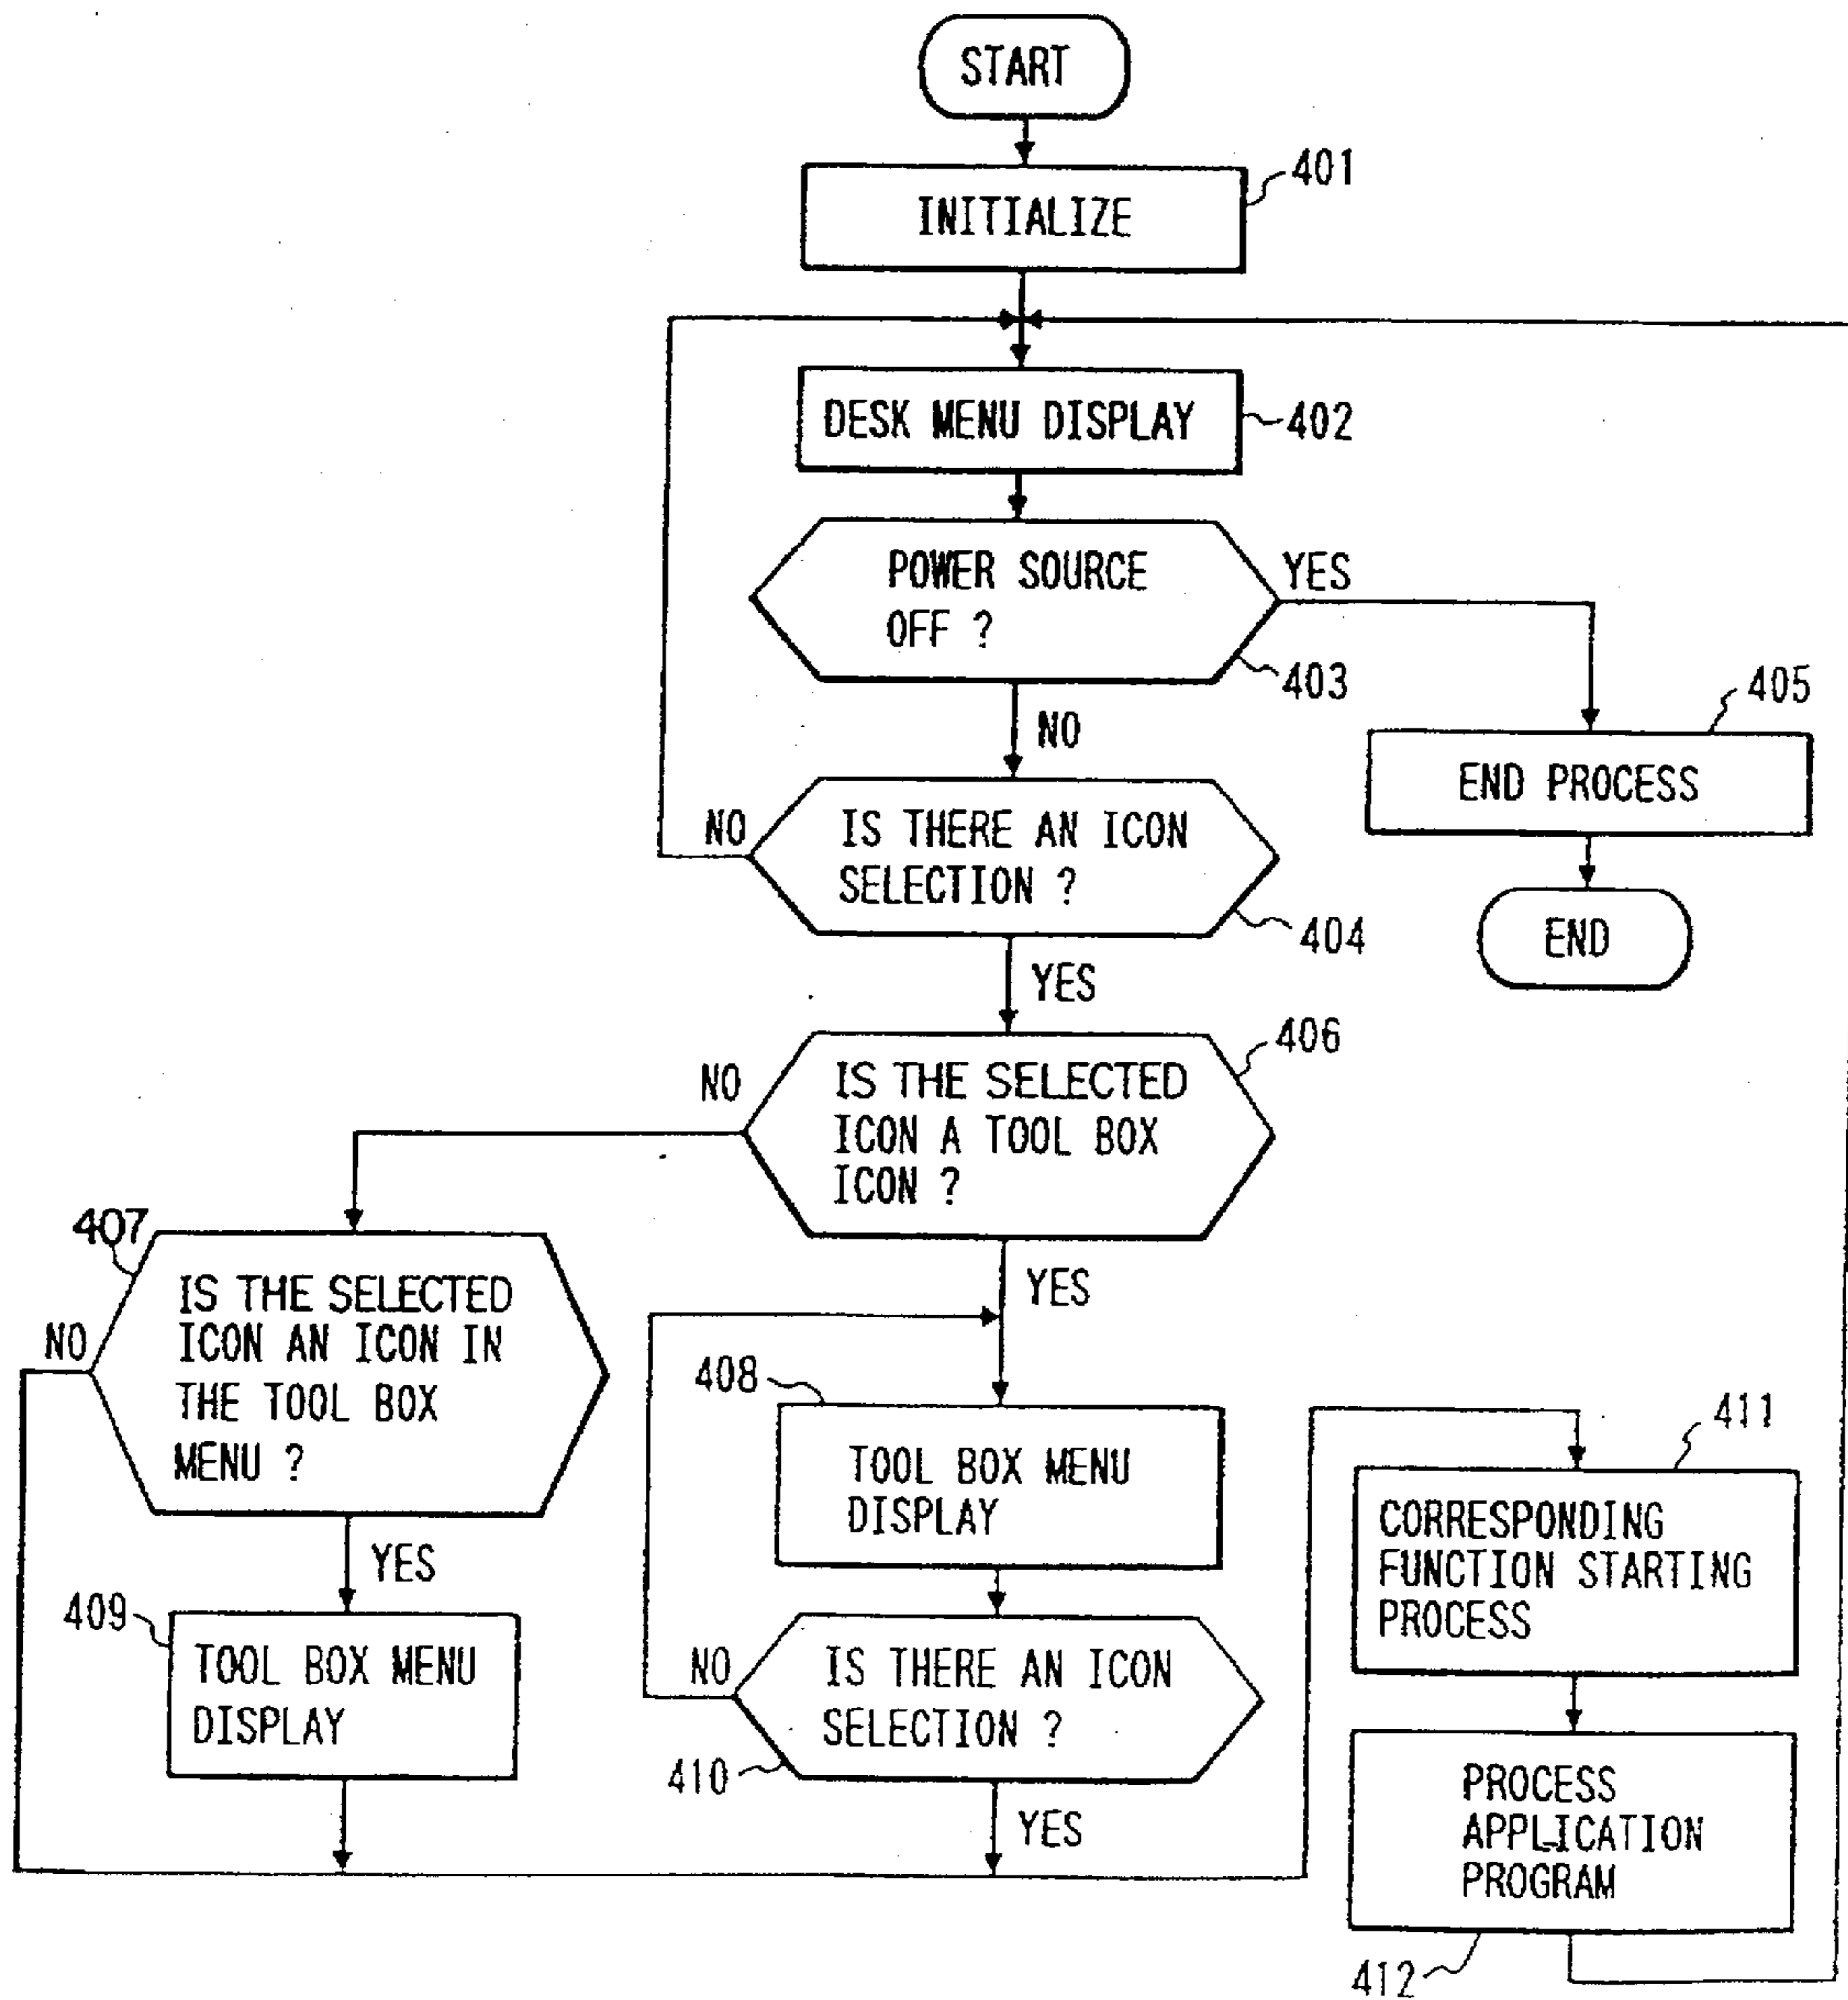 START
401
INITIALIZE
DESK MENU DISPLAY
402
POWER SOURCE
OFF ?
YES
403
NO
405
END PROCESS
NO
IS THERE AN ICON
SELECTION ?
404
END
YES
406
NO
IS THE SELECTED
ICON A TOOL BOX
ICON ?
407
YES
IS THE SELECTED
ICON AN ICON IN
THE TOOL BOX
MENU ?
NO
YES
408
TOOL BOX MENU
DISPLAY
411
CORRESPONDING
FUNCTION STARTING
PROCESS
409
TOOL BOX MENU
DISPLAY
NO
IS THERE AN ICON
SELECTION ?
410
YES
PROCESS
APPLICATION
PROGRAM
412